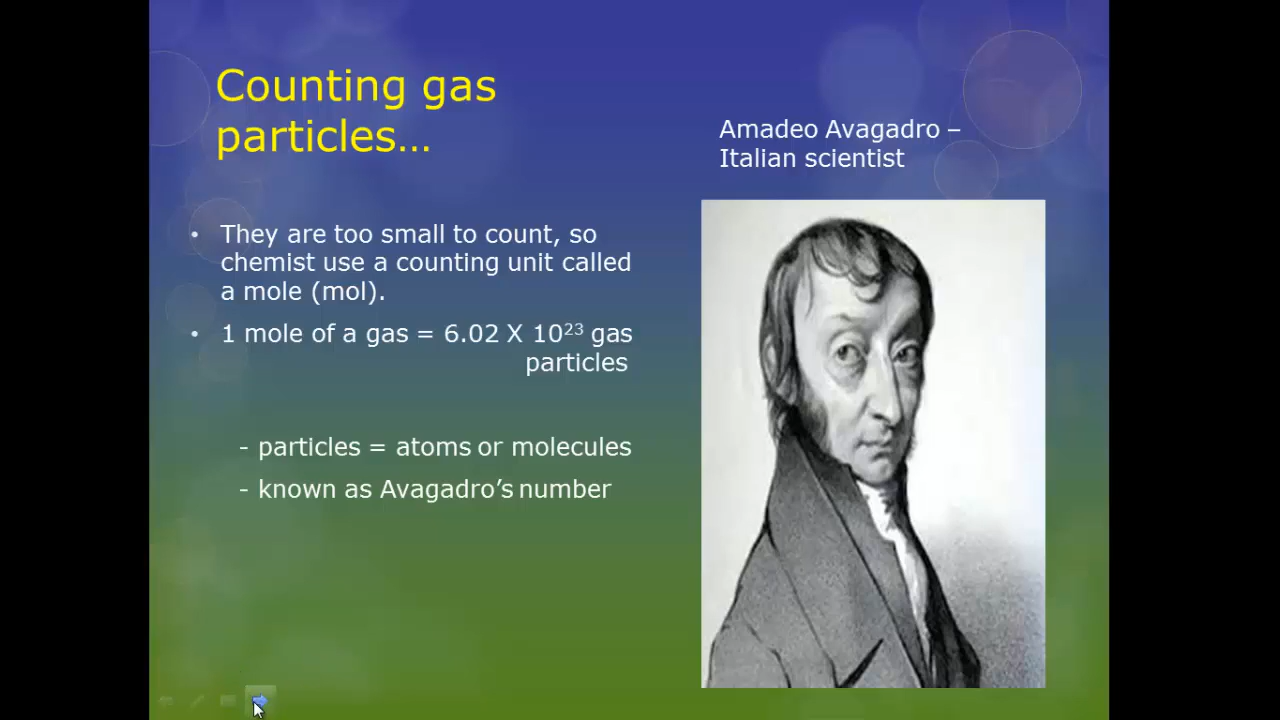 Counting gas
particles...
Amadeo Avagadro –
Italian scientist
• They are too small to count, so
chemist use a counting unit called
a mole (mol).
• 1 mole of a gas = 6.02 X 10²³ gas
particles
- particles = atoms or molecules
- known as Avagadro’s number